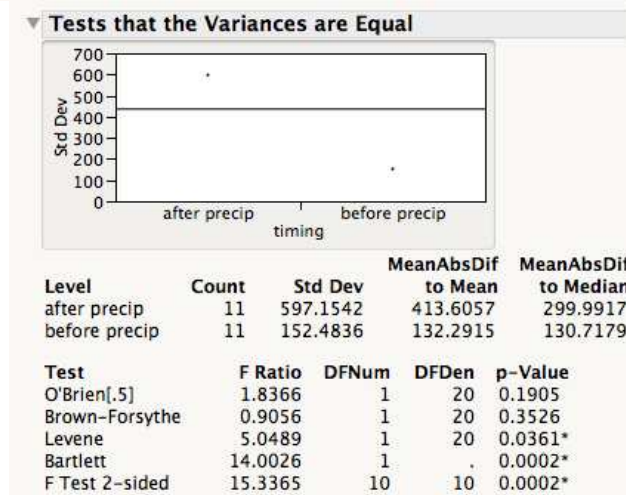 Tests that the Variances are Equal
700
600
500
400
300
200
100
0
Std Dev
after precip before precip
timing
MeanAbsDif MeanAbsDif
Level Count Std Dev to Mean to Median
after precip 11 597.1542 413.6057 299.9917
before precip 11 152.4836 132.2915 130.7179
Test F Ratio DFNum DFDen p-Value
O'Brien[.5] 1.8366 1 20 0.1905
Brown-Forsythe 0.9056 1 20 0.3526
Levene 5.0489 1 20 0.0361*
Bartlett 14.0026 1 . 0.0002*
F Test 2-sided 15.3365 10 10 0.0002*